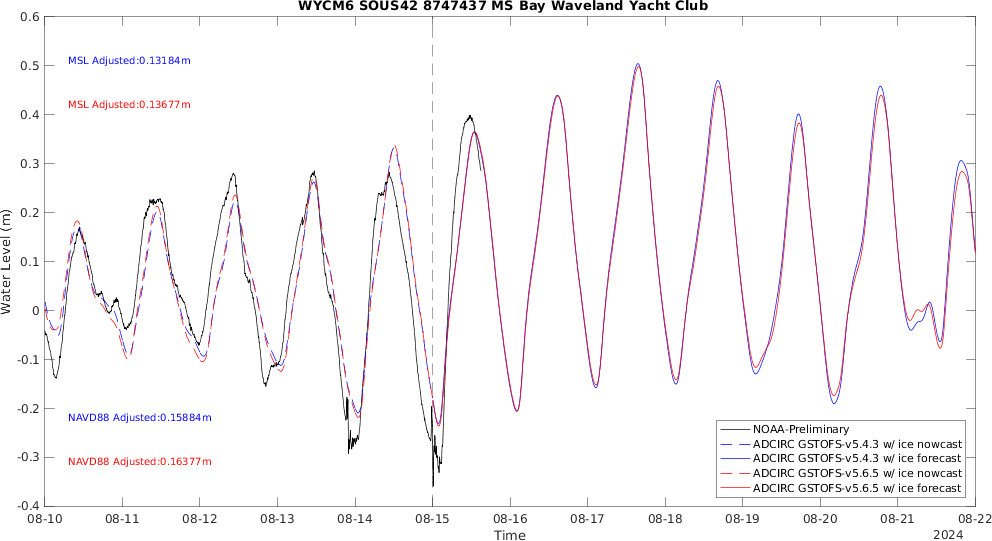 WYCM6 SOUS42 8747437 MS Bay Waveland Yacht Club
0.6
0.5
0.4
0.3
0.2
0.1
0
-0.1
-0.2
-0.3
-0.4
Water Level (m)
MSL Adjusted:0.13184m
MSL Adjusted:0.13677m
NAVD88 Adjusted:0.15884m
NAVD88 Adjusted:0.16377m
NOAA-Preliminary
ADCIRC GSTOFS-v5.4.3 w/ ice nowcast
ADCIRC GSTOFS-v5.4.3 w/ ice forecast
ADCIRC GSTOFS-v5.6.5 w/ ice nowcast
ADCIRC GSTOFS-v5.6.5 w/ ice forecast
08-10 08-11 08-12 08-13 08-14 08-15 08-16 08-17 08-18 08-19 08-20 08-21 08-22
Time
2024